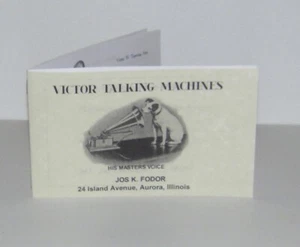 VICTOR TALKING MACHINES
HIS MASTERS VOICE
JOS K. FODOR
24 Island Avenue, Aurora, Illinois